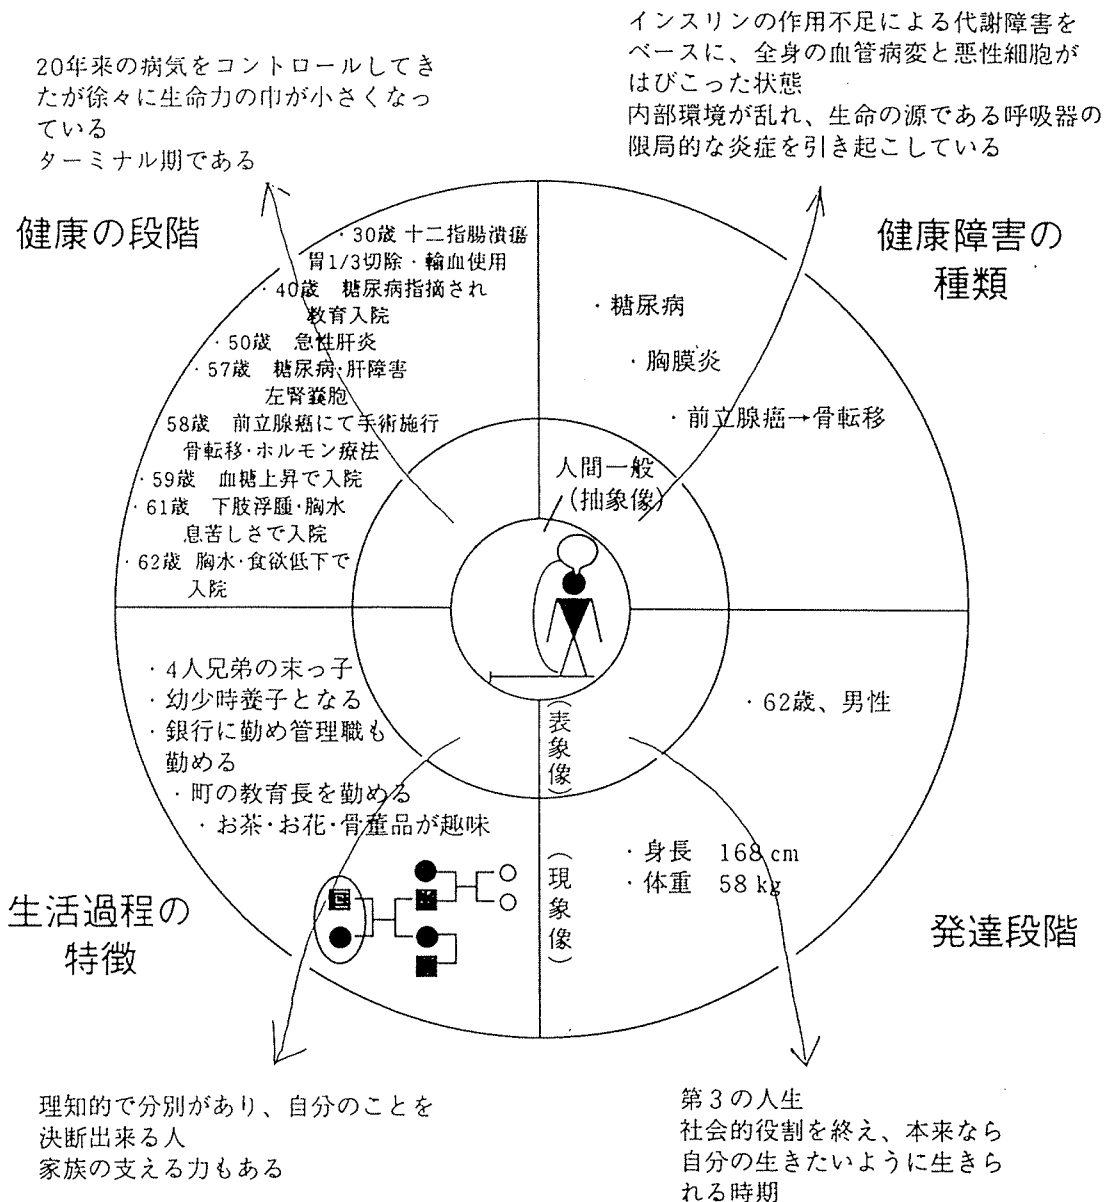 20年来の病気をコントロールしてき
たが徐々に生命力の巾が小さくなっ
ている
ターミナル期である
インスリンの作用不足による代謝障害を
ベースに、全身の血管病変と悪性細胞が
はびこった状態
内部環境が乱れ、生命の源である呼吸器の
限局的な炎症を引き起こしている
健康の段階
健康障害の
種類
・30歳 十二指腸潰瘍
胃1/3切除・輸血使用
・40歳 糖尿病指摘され
教育入院
・50歳 急性肝炎
・57歳 糖尿病・肝障害
左腎嚢胞
58歳 前立腺癌にて手術施行
骨転移・ホルモン療法
・59歳 血糖上昇で入院
・61歳 下肢浮腫・胸水
息苦しさで入院
・62歳 胸水・食欲低下で
入院
・糖尿病
・胸膜炎
・前立腺癌→骨転移
人間一般
(抽象像)
・4人兄弟の末っ子
・幼少時養子となる
・銀行に勤め管理職も
勤める
・町の教育長を勤める
・お茶・お花・骨董品が趣味
(表象像)
(現象像)
・62歳、男性
・身長 168cm
・体重 58kg
生活過程の
特徴
発達段階
理知的で分別があり、自分のことを
決断出来る人
家族の支える力もある
第3の人生
社会的役割を終え、本来なら
自分の生きたいように生きら
れる時期